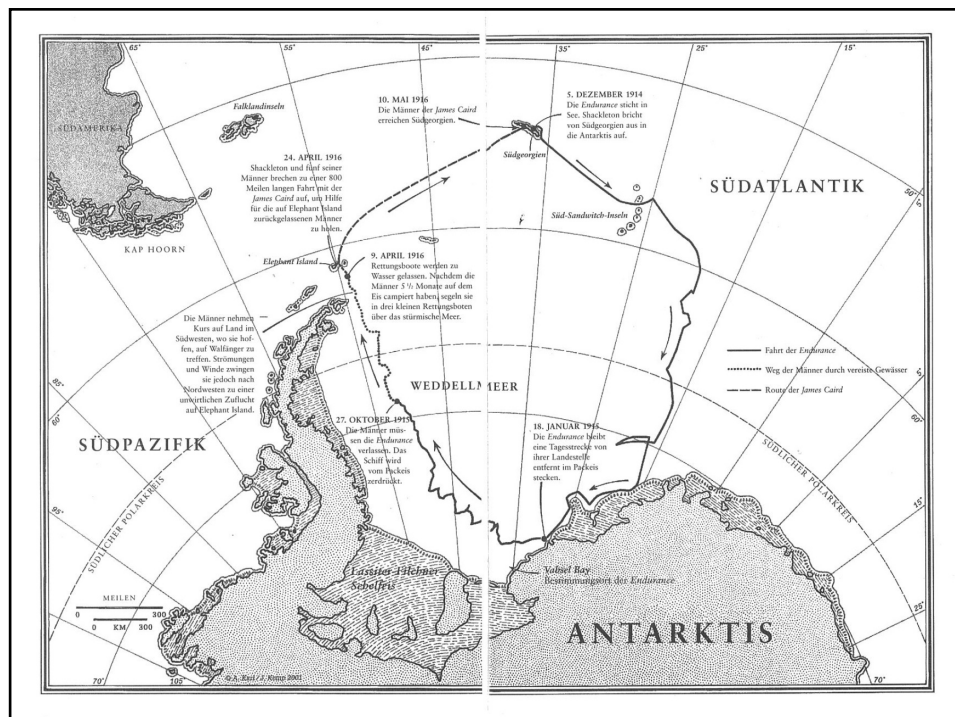 65°
55°
45°
35°
25°
15°
Falklandinseln
SÜDAMERIKA
KAP HOORN
10. MAI 1916
Die Männer der James Caird
erreichen Südgeorgien.
5. DEZEMBER 1914
Die Endurance sticht in
See. Shackleton bricht
von Südgeorgien aus in
die Antarktis auf.
Südgeorgien
SÜDATLANTIK
50°
Süd-Sandwitch-Inseln
24. APRIL 1916
Shackleton und fünf seiner
Männer brechen zu einer 800
Meilen langen Fahrt mit der
James Caird auf, um Hilfe
für die auf Elephant Island
zurückgelassenen Männer
zu holen.
Elephant Island
9. APRIL 1916
Rettungsboote werden zu
Wasser gelassen. Nachdem die
Männer 5 ½ Monate auf dem
Eis campiert haben, segeln sie
in drei kleinen Rettungsboten
über das stürmische Meer.
Die Männer nehmen
Kurs auf Land im
Südwesten, wo sie hof-
fen, auf Walfänger zu
treffen. Strömungen
und Winde zwingen
sie jedoch nach
Nordwesten zu einer
unwirtlichen Zuflucht
auf Elephant Island.
Fahrt der Endurance
Weg der Männer durch vereiste Gewässer
Route der James Caird
WEDDELLMEER
85°
60°
SÜDPAZIFIK
27. OKTOBER 1915
Die Männer müs-
sen die Endurance
verlassen. Das
Schiff wird
vom Packeis
zerdrückt.
18. JANUAR 1915
Die Endurance bleibt
eine Tagesstrecke von
ihrer Landestelle
entfernt im Packeis
stecken.
SÜDLICHER POLARKREIS
SÜDLICHER POLARKREIS
5°
60°
15°
95°
Lassiter-Filchner-
Schelfeis
Vahsel Bay
Bestimmungsort der Endurance
MEILEN
0 300
0 KM 300
ANTARKTIS
25°
70°
105°
70°